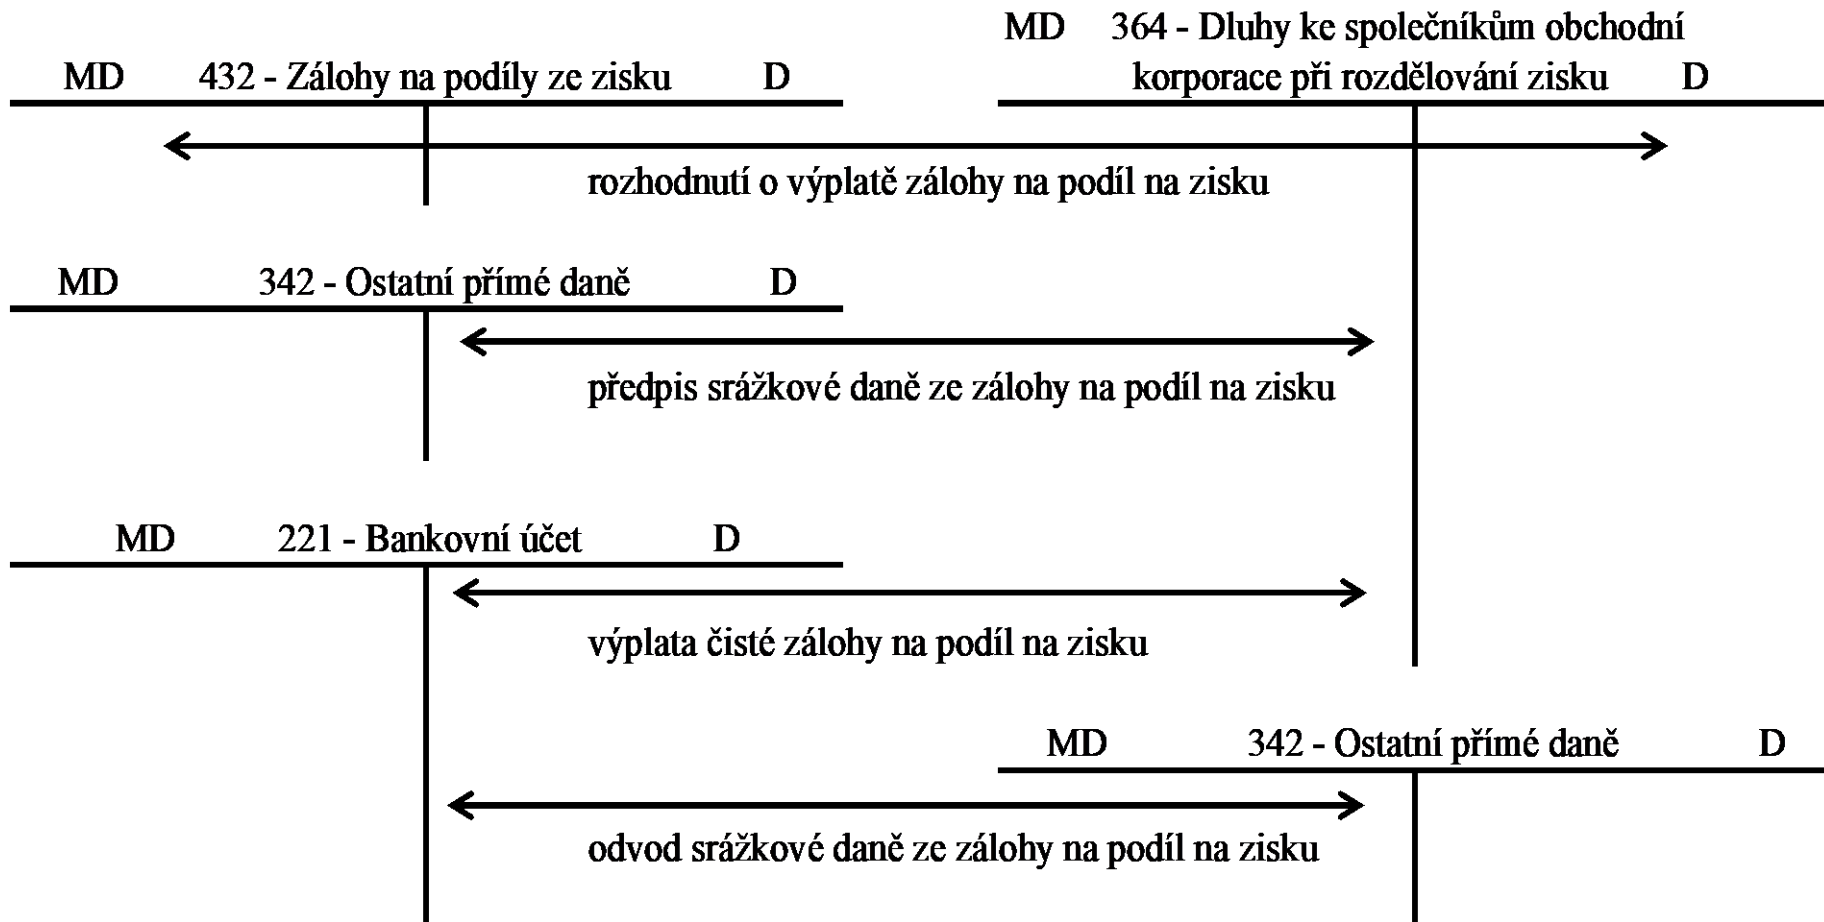 MD 364 - Dluhy ke společníkům obchodní
MD 432 - Zálohy na podíly ze zisku D
korporace při rozdělování zisku D
rozhodnutí o výplatě zálohy na podíl na zisku
MD 342 - Ostatní přímé daně D
předpis srážkové daně ze zálohy na podíl na zisku
MD 221 - Bankovní účet D
výplata čisté zálohy na podíl na zisku
MD 342 - Ostatní přímé daně D
odvod srážkové daně ze zálohy na podíl na zisku